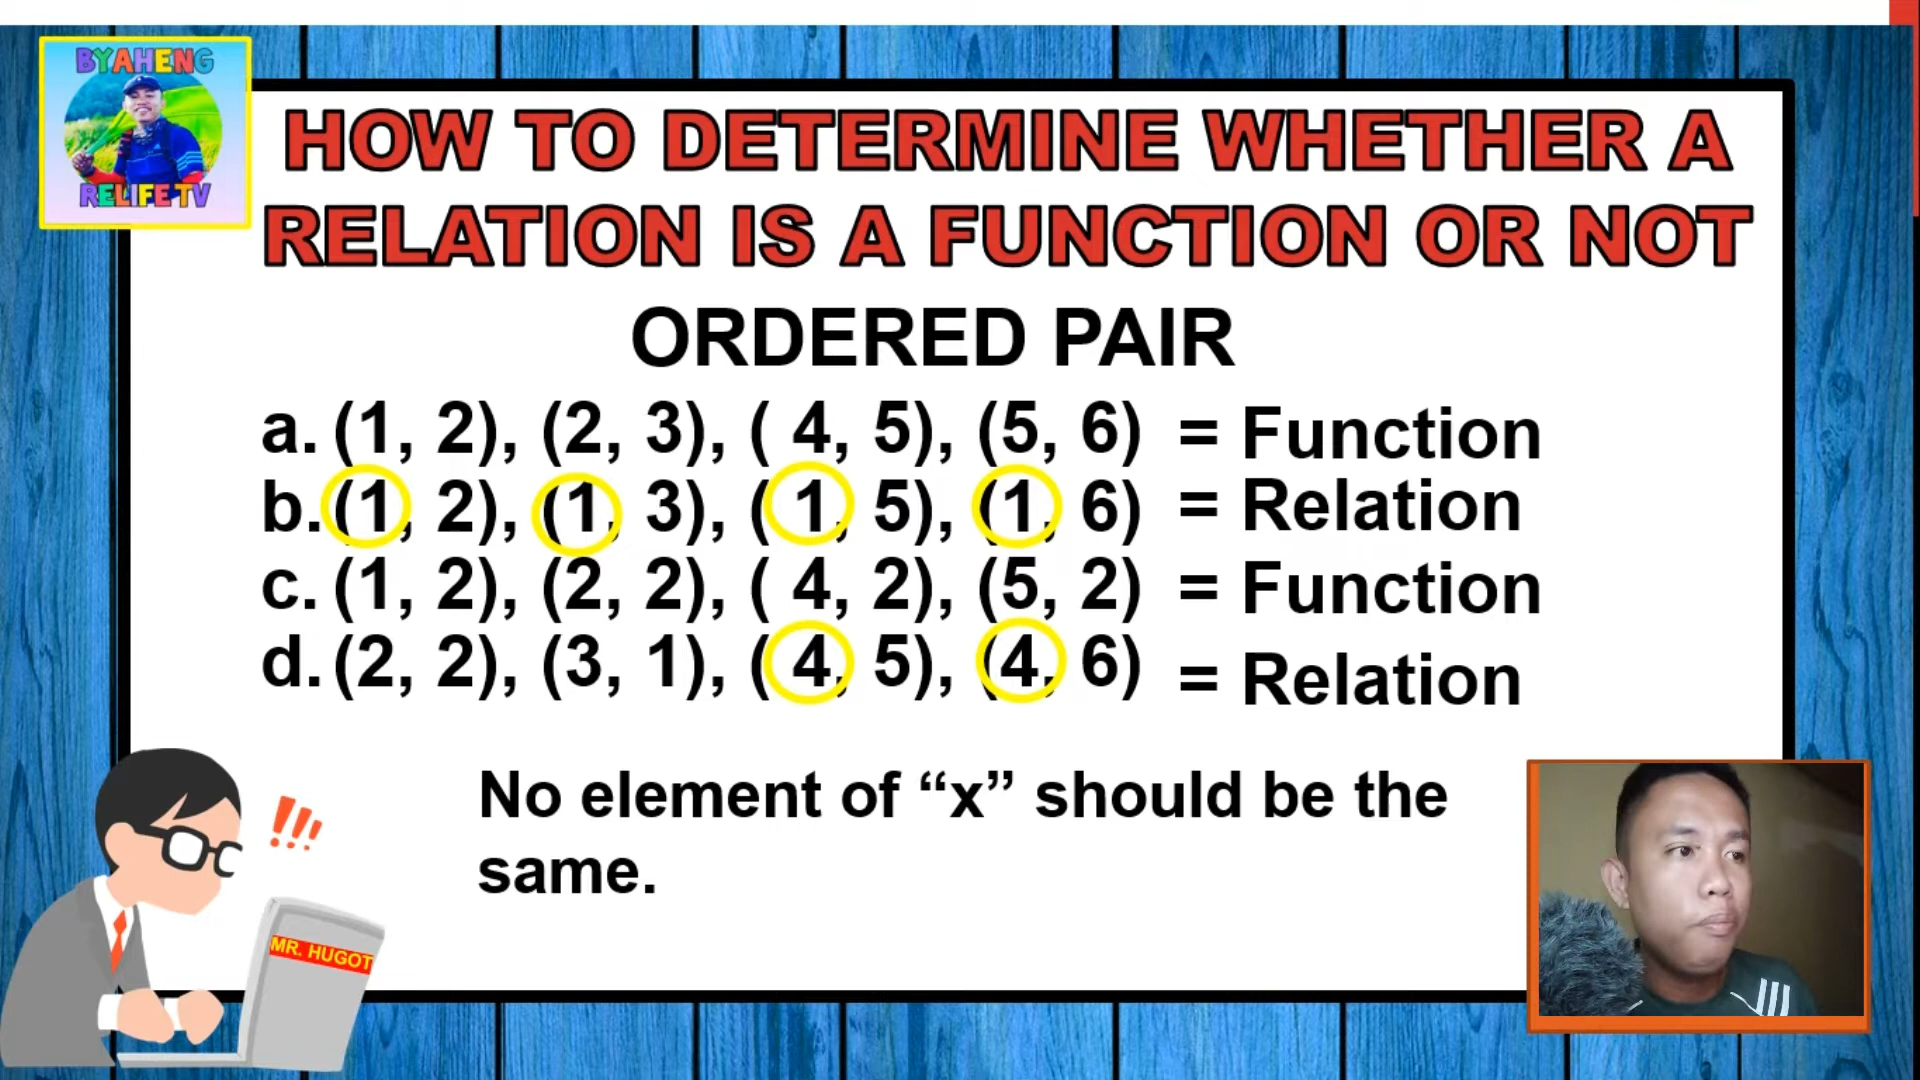 BYAHENG
RELIFE TV
HOW TO DETERMINE WHETHER A
RELATION IS A FUNCTION OR NOT
ORDERED PAIR
a. (1, 2), (2, 3), ( 4, 5), (5, 6) = Function
b. (1, 2), (1, 3), ( 1, 5), (1, 6) = Relation
c. (1, 2), (2, 2), ( 4, 2), (5, 2) = Function
d. (2, 2), (3, 1), ( 4, 5), (4, 6) = Relation
No element of “x” should be the
same.
!!!
MR. HUGOT